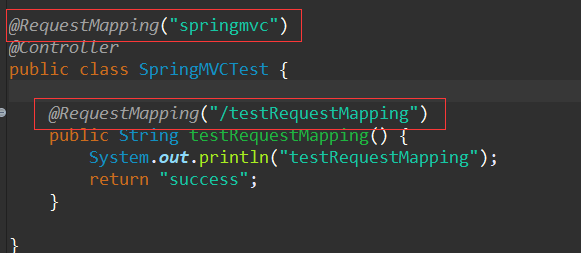 @RequestMapping("springmvc")
@Controller
public class SpringMVCTest {
@RequestMapping("/testRequestMapping")
public String testRequestMapping() {
System.out.println("testRequestMapping");
return "success";
}
}